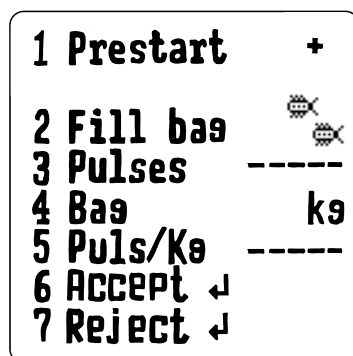 1 Prestart +
2 Fill bag
3 Pulses -----
4 Bag kg
5 Puls/Kg -----
6 Accept ↲
7 Reject ↲